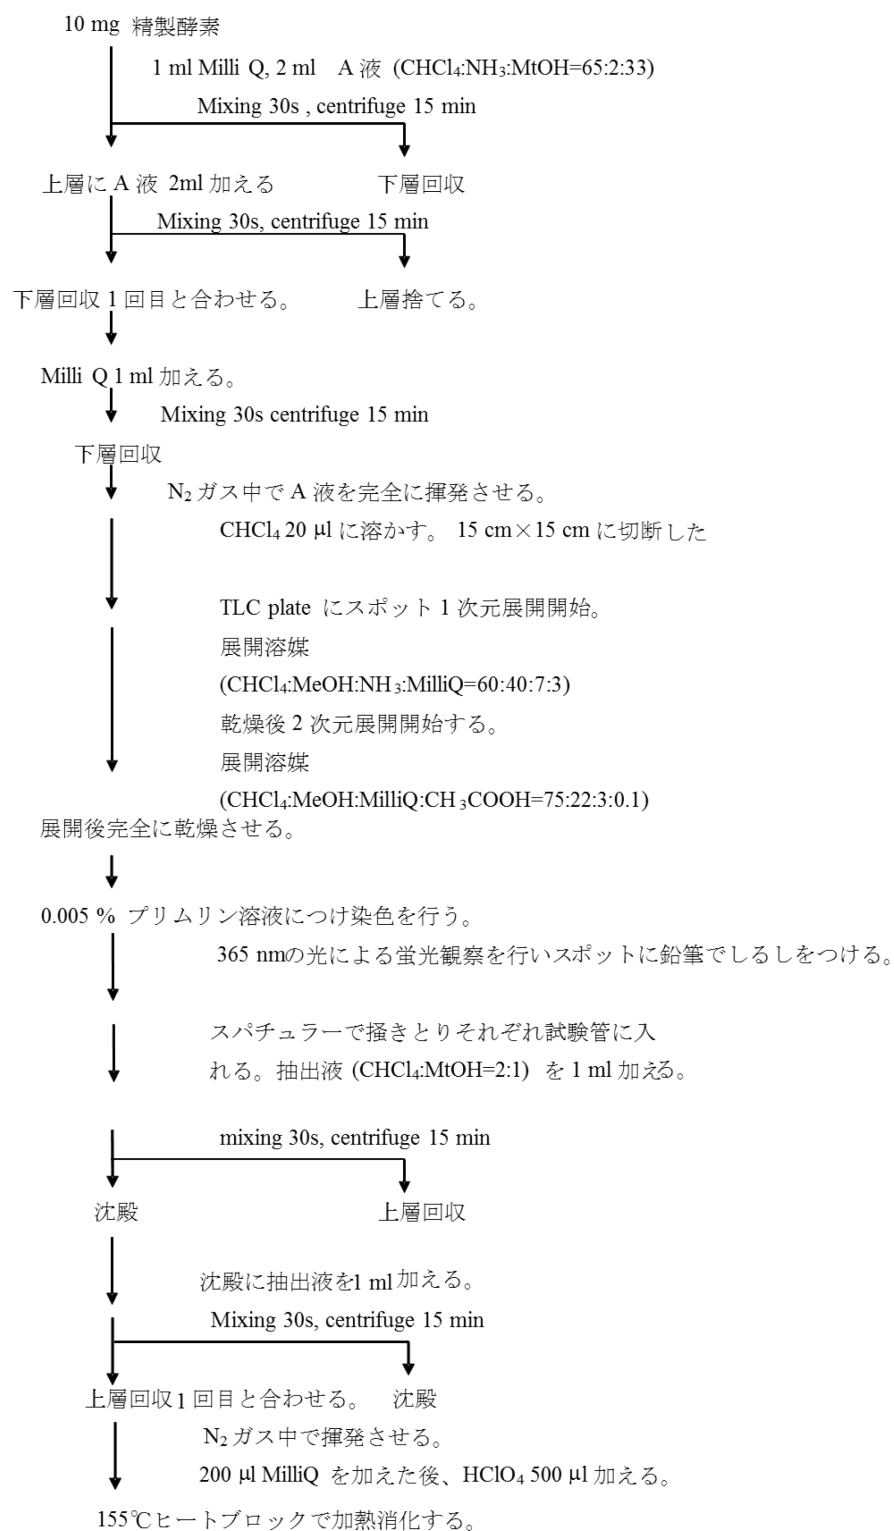 10 mg 精製酵素
1 ml Milli Q, 2 ml A 液 (CHCl₄:NH₃:MtOH=65:2:33)
Mixing 30s , centrifuge 15 min
上層に A 液 2ml 加える 下層回収
Mixing 30s, centrifuge 15 min
下層回収 1 回目と合わせる。 上層捨てる。
Milli Q 1 ml 加える。
Mixing 30s centrifuge 15 min
下層回収
N₂ ガス中で A 液を完全に揮発させる。
CHCl₄ 20 μl に溶かす。 15 cm×15 cm に切断した
TLC plate にスポット 1 次元展開開始。
展開溶媒
(CHCl₄:MeOH:NH₃:MilliQ=60:40:7:3)
乾燥後 2 次元展開開始する。
展開溶媒
(CHCl₄:MeOH:MilliQ:CH₃COOH=75:22:3:0.1)
展開後完全に乾燥させる。
0.005 % プリムリン溶液につけ染色を行う。
365 nmの光による蛍光観察を行いスポットに鉛筆でしるしをつける。
スパチュラーで掻きとりそれぞれ試験管に入
れる。抽出液 (CHCl₄:MtOH=2:1) を 1 ml 加える。
mixing 30s, centrifuge 15 min
沈殿 上層回収
沈殿に抽出液を1 ml 加える。
Mixing 30s, centrifuge 15 min
上層回収 1 回目と合わせる。 沈殿
N₂ ガス中で揮発させる。
200 μl MilliQ を加えた後、HClO₄ 500 μl 加える。
155℃ヒートブロックで加熱消化する。